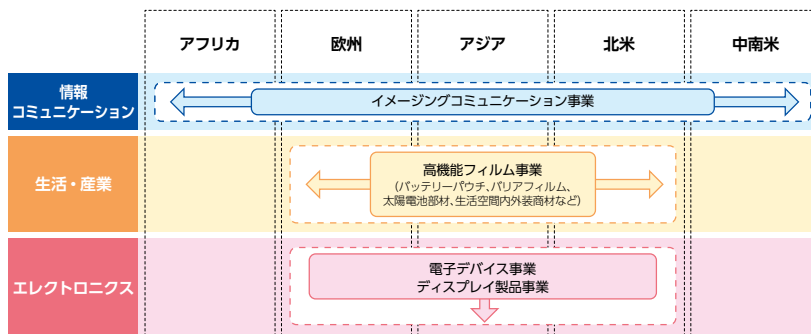 アフリカ
欧州
アジア
北米
中南米
情報
コミュニケーション
イメージングコミュニケーション事業
生活・産業
高機能フィルム事業
（バッテリーパウチ、バリアフィルム、
太陽電池部材、生活空間内外装商材など）
エレクトロニクス
電子デバイス事業
ディスプレイ製品事業